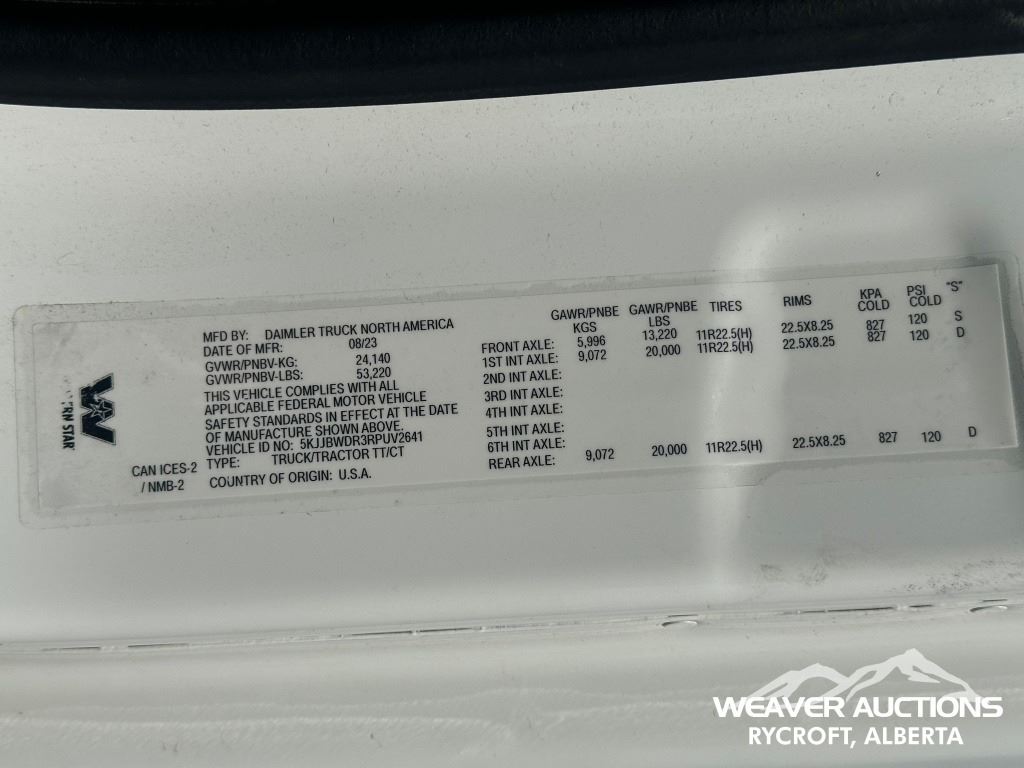 MFD BY: DAIMLER TRUCK NORTH AMERICA
DATE OF MFR: 08/23
GVWR/PNBV-KG: 24,140
GVWR/PNBV-LBS: 53,220
THIS VEHICLE COMPLIES WITH ALL
APPLICABLE FEDERAL MOTOR VEHICLE
SAFETY STANDARDS IN EFFECT AT THE DATE
OF MANUFACTURE SHOWN ABOVE.
VEHICLE ID NO: 5KJJBWDR3RPUV2641
TYPE: TRUCK/TRACTOR TT/CT
COUNTRY OF ORIGIN: U.S.A.
CAN ICES-2
/ NMB-2
STAR
GAWR/PNBE GAWR/PNBE TIRES RIMS KPA PSI "S"
KGS LBS COLD COLD
FRONT AXLE: 5,996 13,220 11R22.5(H) 22.5X8.25 827 120 S
1ST INT AXLE: 9,072 20,000 11R22.5(H) 22.5X8.25 827 120 D
2ND INT AXLE:
3RD INT AXLE:
4TH INT AXLE:
5TH INT AXLE:
6TH INT AXLE:
REAR AXLE: 9,072 20,000 11R22.5(H) 22.5X8.25 827 120 D
WEAVER AUCTIONS
RYCROFT, ALBERTA